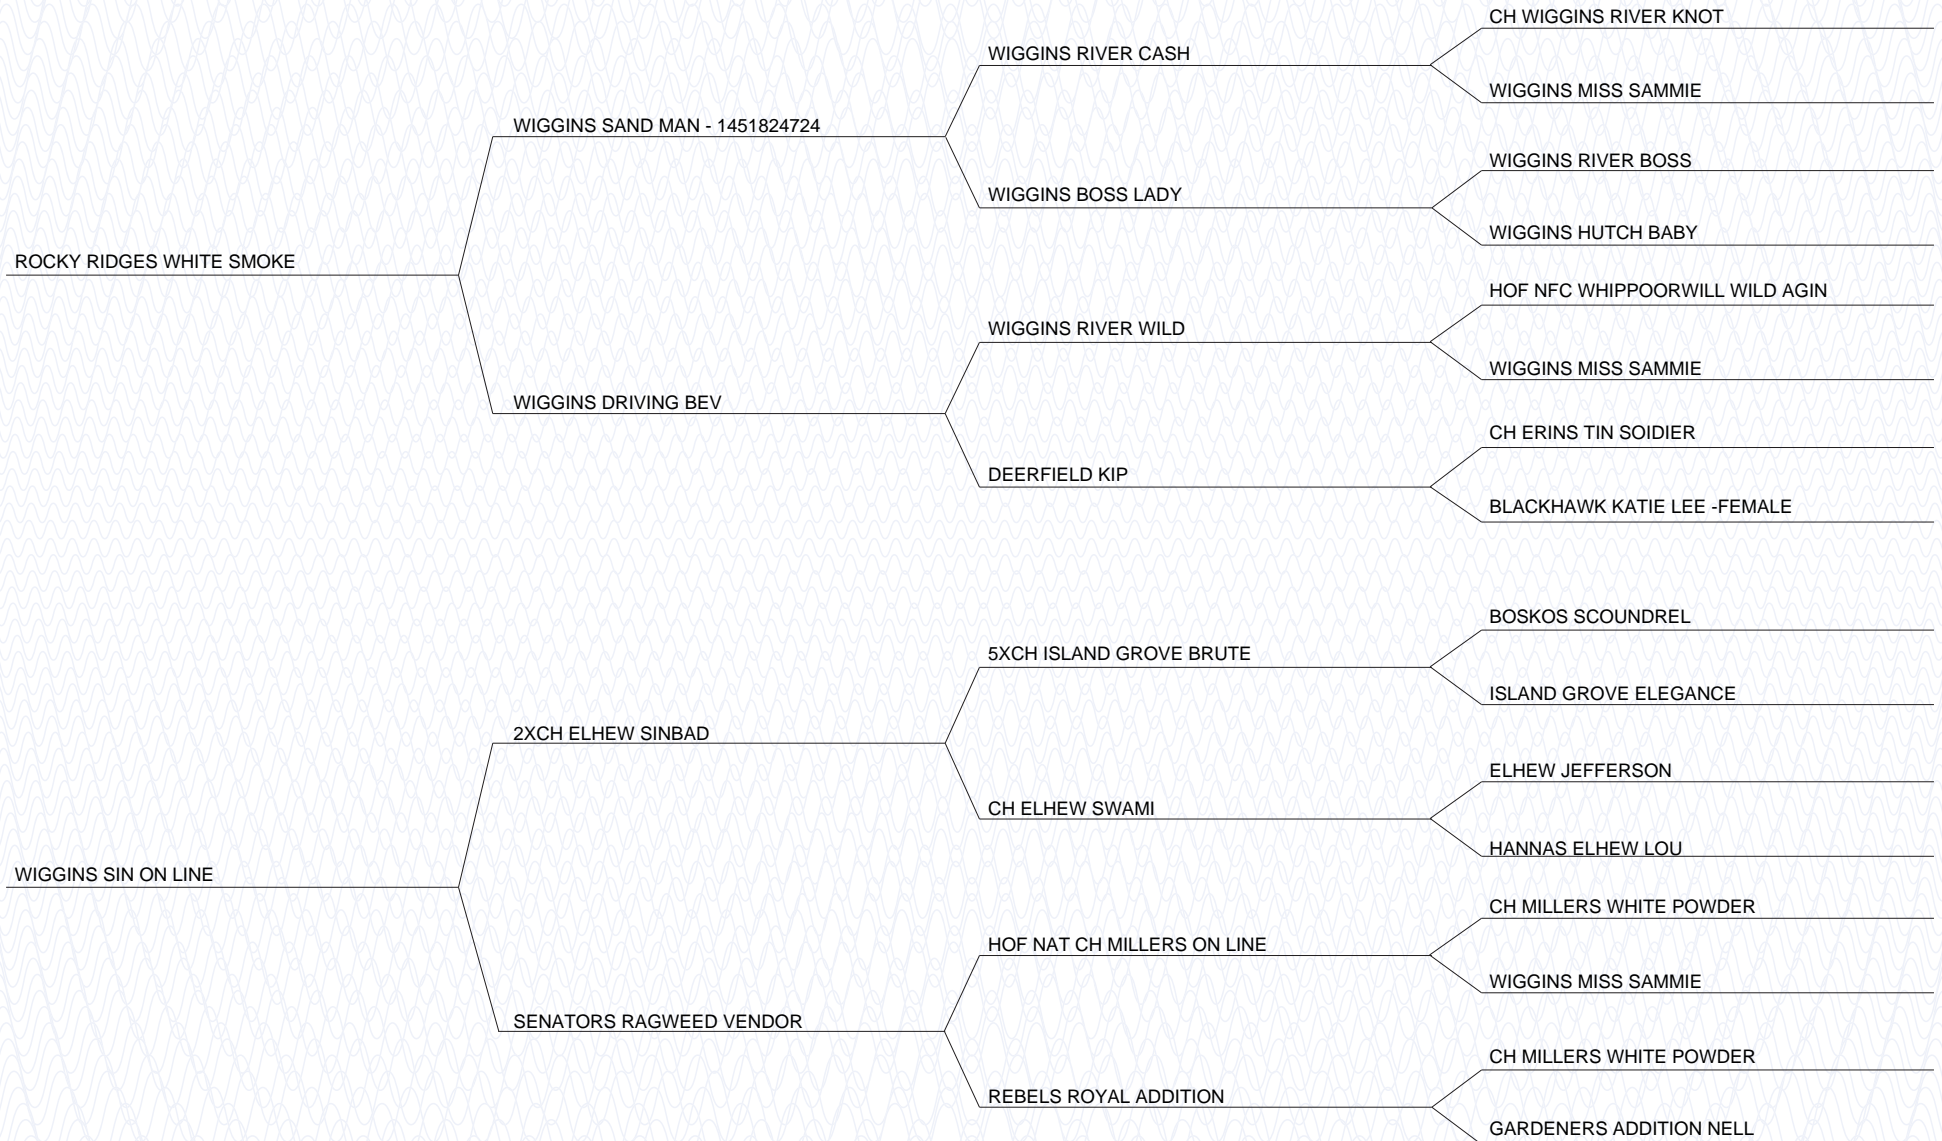 CH WIGGINS RIVER KNOT
WIGGINS RIVER CASH
WIGGINS MISS SAMMIE
WIGGINS SAND MAN - 1451824724
WIGGINS RIVER BOSS
WIGGINS BOSS LADY
WIGGINS HUTCH BABY
ROCKY RIDGES WHITE SMOKE
HOF NFC WHIPPOORWILL WILD AGIN
WIGGINS RIVER WILD
WIGGINS MISS SAMMIE
WIGGINS DRIVING BEV
CH ERINS TIN SOIDIER
DEERFIELD KIP
BLACKHAWK KATIE LEE -FEMALE
BOSKOS SCOUNDREL
5XCH ISLAND GROVE BRUTE
ISLAND GROVE ELEGANCE
2XCH ELHEW SINBAD
ELHEW JEFFERSON
CH ELHEW SWAMI
HANNAS ELHEW LOU
WIGGINS SIN ON LINE
CH MILLERS WHITE POWDER
HOF NAT CH MILLERS ON LINE
WIGGINS MISS SAMMIE
SENATORS RAGWEED VENDOR
CH MILLERS WHITE POWDER
REBELS ROYAL ADDITION
GARDENERS ADDITION NELL